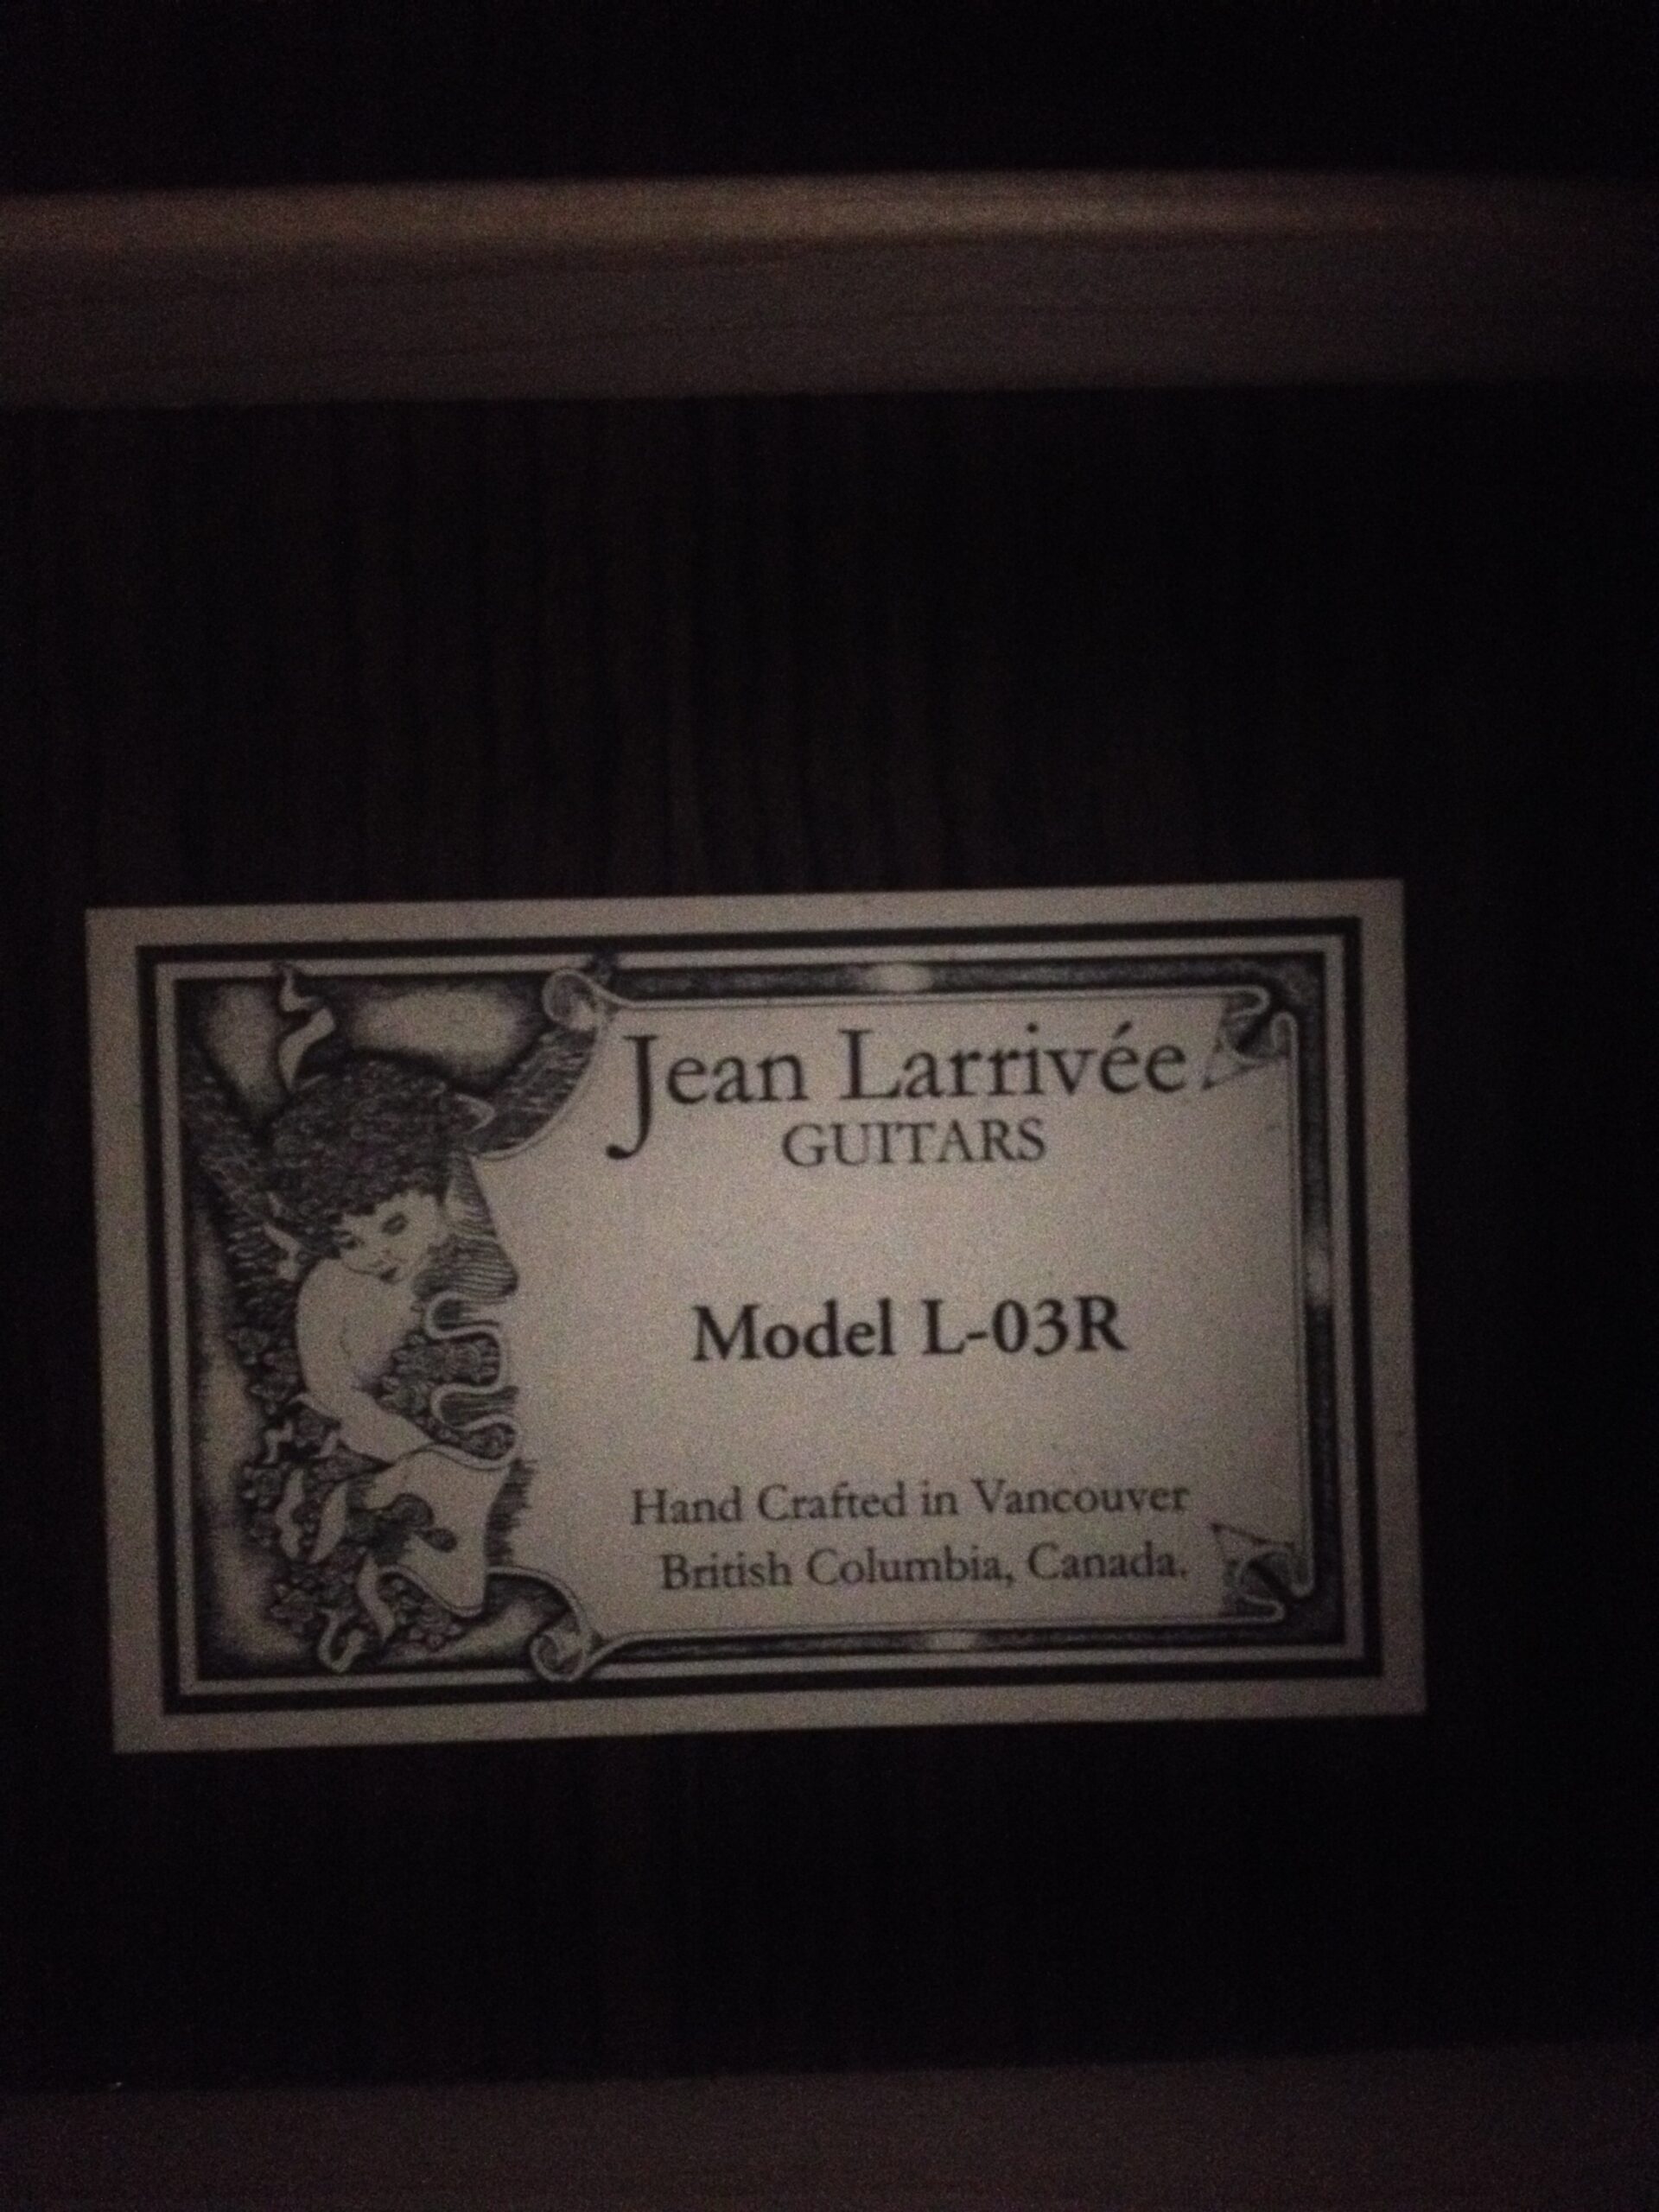 Jean Larrivée
GUITARS
Model L-03R
Hand Crafted in Vancouver
British Columbia, Canada.